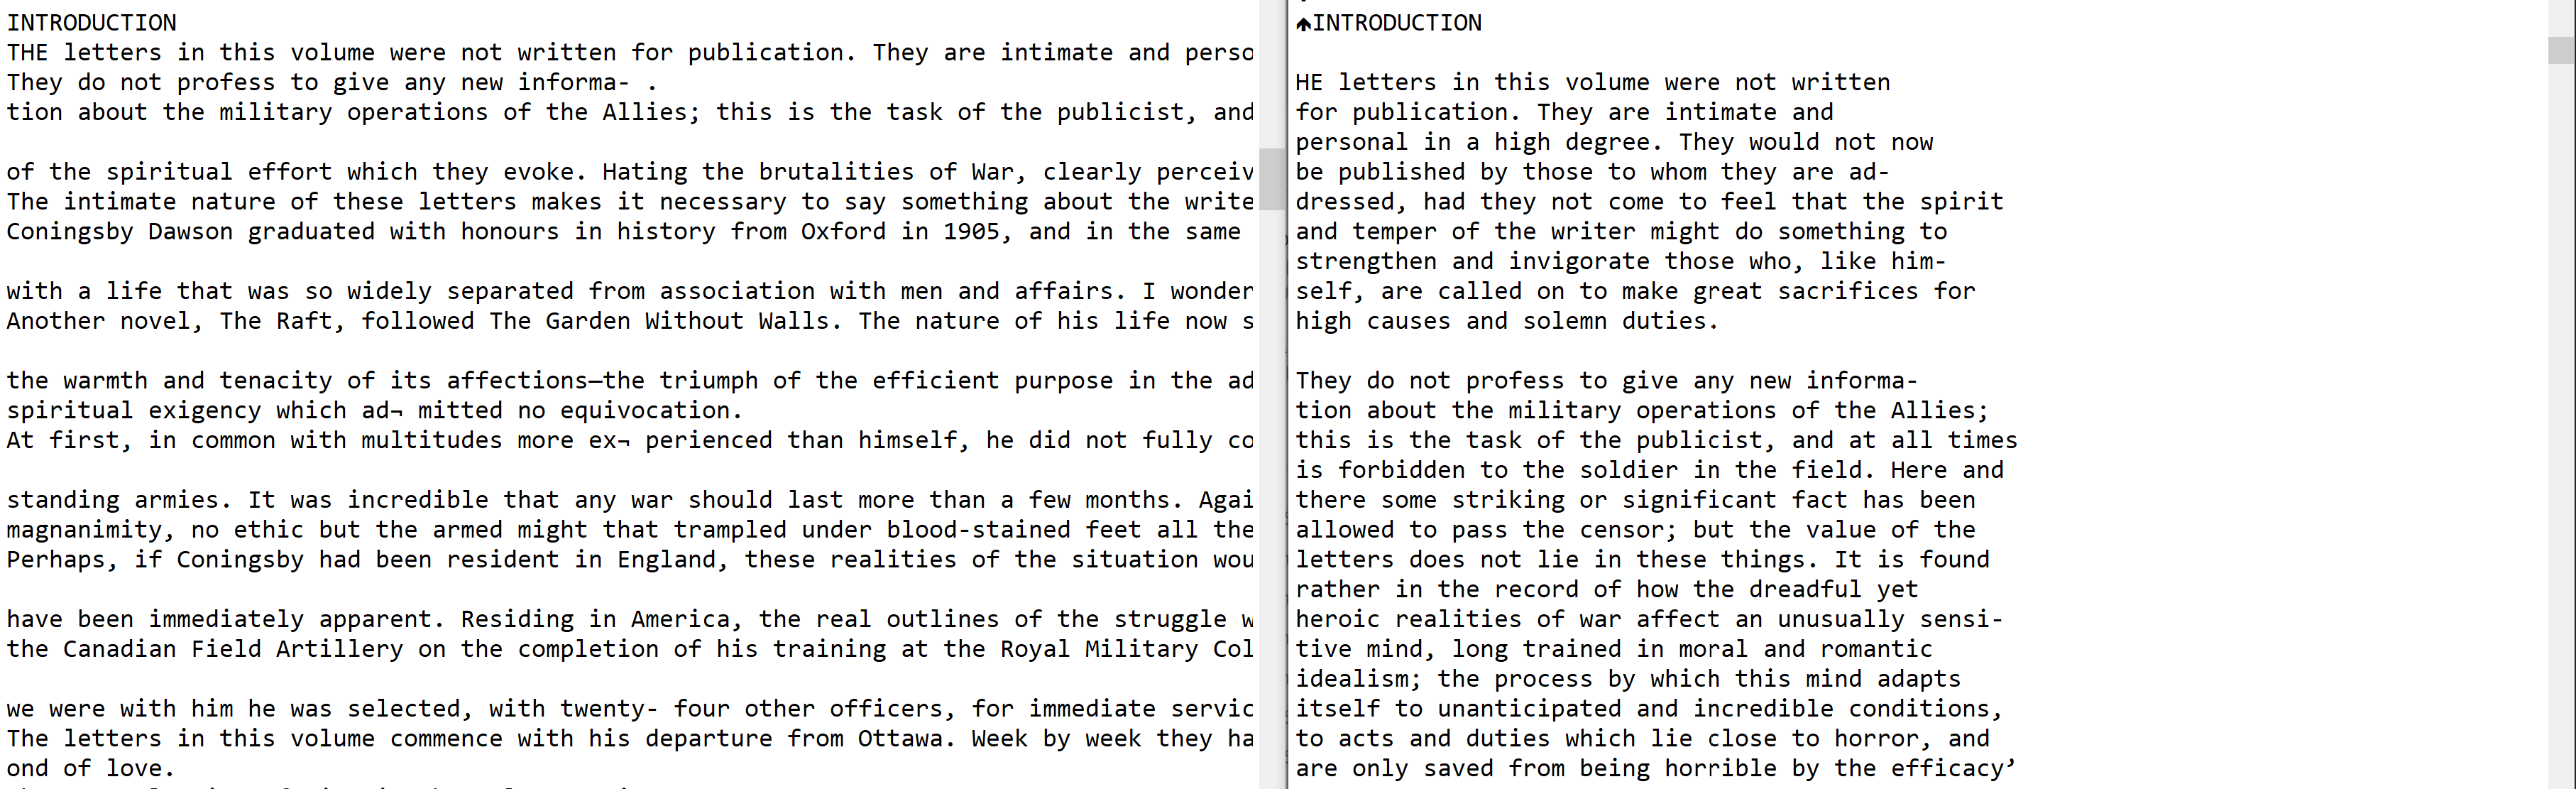 INTRODUCTION
THE letters in this volume were not written for publication. They are intimate and perso
They do not profess to give any new informa- .
tion about the military operations of the Allies; this is the task of the publicist, and
of the spiritual effort which they evoke. Hating the brutalities of War, clearly perceiv
The intimate nature of these letters makes it necessary to say something about the write
Coningsby Dawson graduated with honours in history from Oxford in 1905, and in the same
with a life that was so widely separated from association with men and affairs. I wonder
Another novel, The Raft, followed The Garden Without Walls. The nature of his life now s
the warmth and tenacity of its affections—the triumph of the efficient purpose in the ad
spiritual exigency which ad¬ mitted no equivocation.
At first, in common with multitudes more ex¬ perienced than himself, he did not fully co
standing armies. It was incredible that any war should last more than a few months. Agai
magnanimity, no ethic but the armed might that trampled under blood-stained feet all the
Perhaps, if Coningsby had been resident in England, these realities of the situation wou
have been immediately apparent. Residing in America, the real outlines of the struggle w
the Canadian Field Artillery on the completion of his training at the Royal Military Col
we were with him he was selected, with twenty- four other officers, for immediate servic
The letters in this volume commence with his departure from Ottawa. Week by week they ha
ond of love.
♠INTRODUCTION
HE letters in this volume were not written
for publication. They are intimate and
personal in a high degree. They would not now
be published by those to whom they are ad-
dressed, had they not come to feel that the spirit
and temper of the writer might do something to
strengthen and invigorate those who, like him-
self, are called on to make great sacrifices for
high causes and solemn duties.
They do not profess to give any new informa-
tion about the military operations of the Allies;
this is the task of the publicist, and at all times
is forbidden to the soldier in the field. Here and
there some striking or significant fact has been
allowed to pass the censor; but the value of the
letters does not lie in these things. It is found
rather in the record of how the dreadful yet
heroic realities of war affect an unusually sensi-
tive mind, long trained in moral and romantic
idealism; the process by which this mind adapts
itself to unanticipated and incredible conditions,
to acts and duties which lie close to horror, and
are only saved from being horrible by the efficacy’